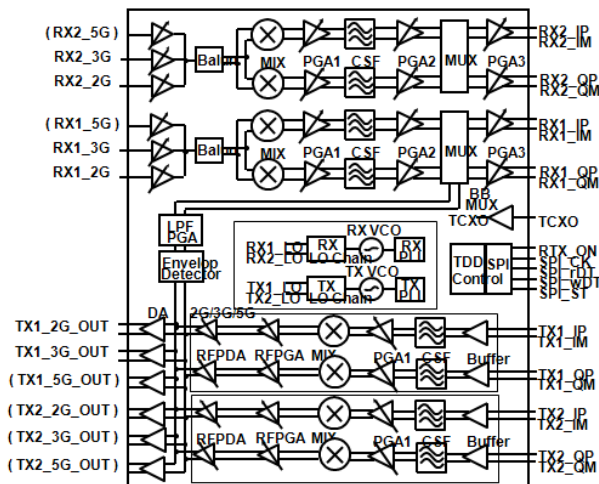 ( RX2_5G )
RX2_3G
RX2_2G
Balun
MIX
PGA1
CSF
PGA2
MUX
PGA3
RX2_IP
RX2_IM
RX2_QP
RX2_QM
( RX1_5G )
RX1_3G
RX1_2G
Balun
MIX
PGA1
CSF
PGA2
MUX
PGA3
RX1_IP
RX1_IM
RX1_QP
RX1_QM
LPF
PGA
Envelop
Detector
RX1_LO
RX2_LO
RX
LO Chain
RX VCO
RX
PLL
TX1_LO
TX2_LO
TX
LO Chain
TX VCO
TX
PLL
BB
MUX
TCXO
TCXO
TDD
Control
SPI
RTX_ON
SPI_CK
SPI_rDT
SPI_wDT
SPI_ST
DA
2G/3G/5G
TX1_2G_OUT
TX1_3G_OUT
( TX1_5G_OUT )
RFPDA
RFPGA
MIX
PGA1
CSF
Buffer
TX1_IP
TX1_IM
TX1_QP
TX1_QM
( TX2_2G_OUT )
( TX2_3G_OUT )
( TX2_5G_OUT )
RFPDA
RFPGA
MIX
PGA1
CSF
Buffer
TX2_IP
TX2_IM
TX2_QP
TX2_QM